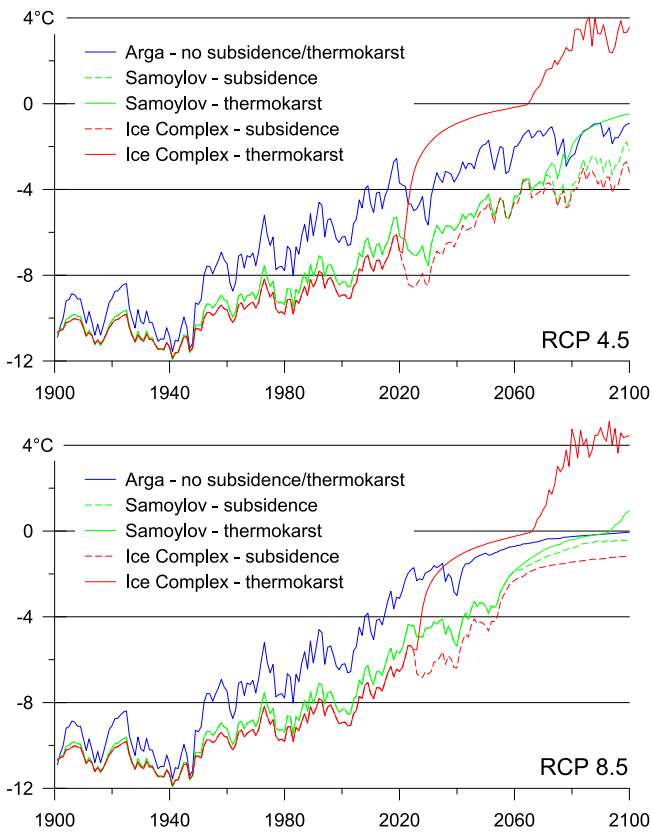 4°C
Arga - no subsidence/thermokarst
Samoylov - subsidence
Samoylov - thermokarst
Ice Complex - subsidence
Ice Complex - thermokarst
0
-4
-8
-12
RCP 4.5
1900 1940 1980 2020 2060 2100
4°C
Arga - no subsidence/thermokarst
Samoylov - subsidence
Samoylov - thermokarst
Ice Complex - subsidence
Ice Complex - thermokarst
0
-4
-8
-12
RCP 8.5
1900 1940 1980 2020 2060 2100